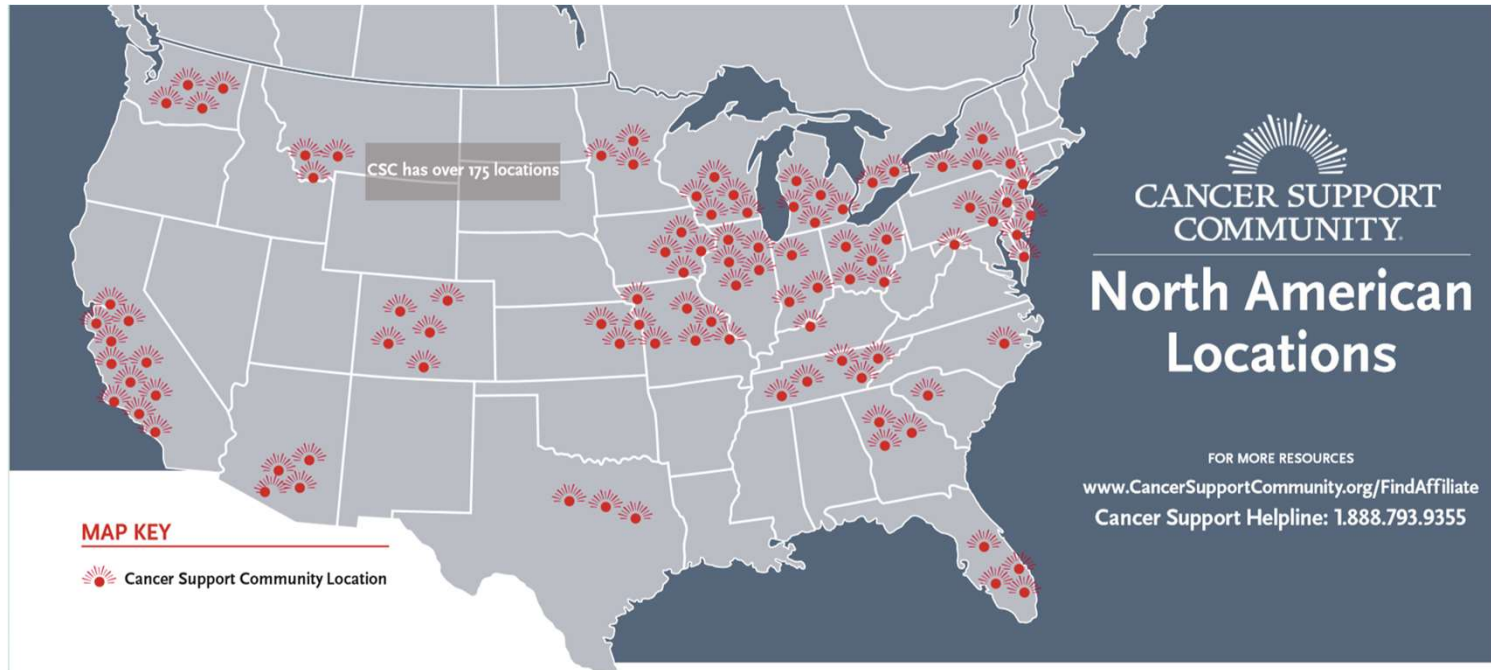 CSC has over 175 locations
CANCER SUPPORT
COMMUNITY®
North American
Locations
FOR MORE RESOURCES
www.CancerSupportCommunity.org/FindAffiliate
Cancer Support Helpline: 1.888.793.9355
MAP KEY
Cancer Support Community Location